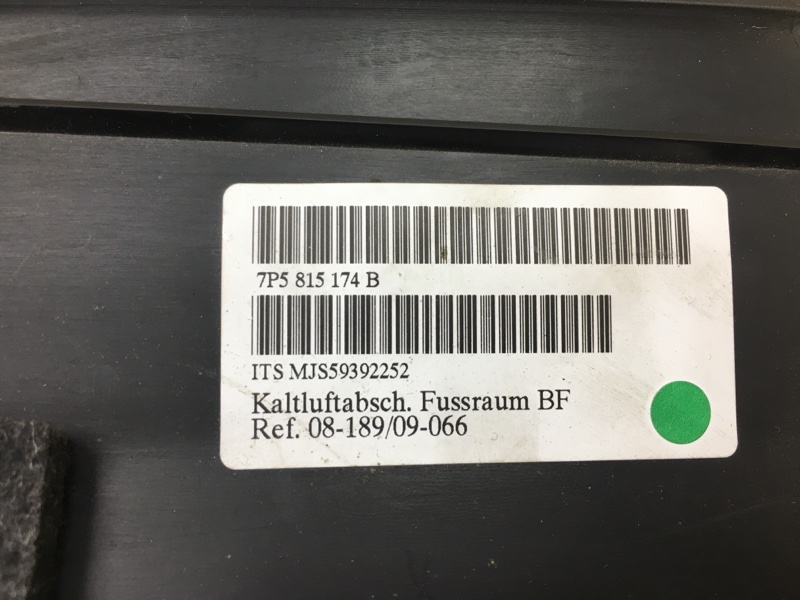 7P5 815 174 B
ITS MJS59392252
Kaltluftabsch. Fussraum BF
Ref. 08-189/09-066